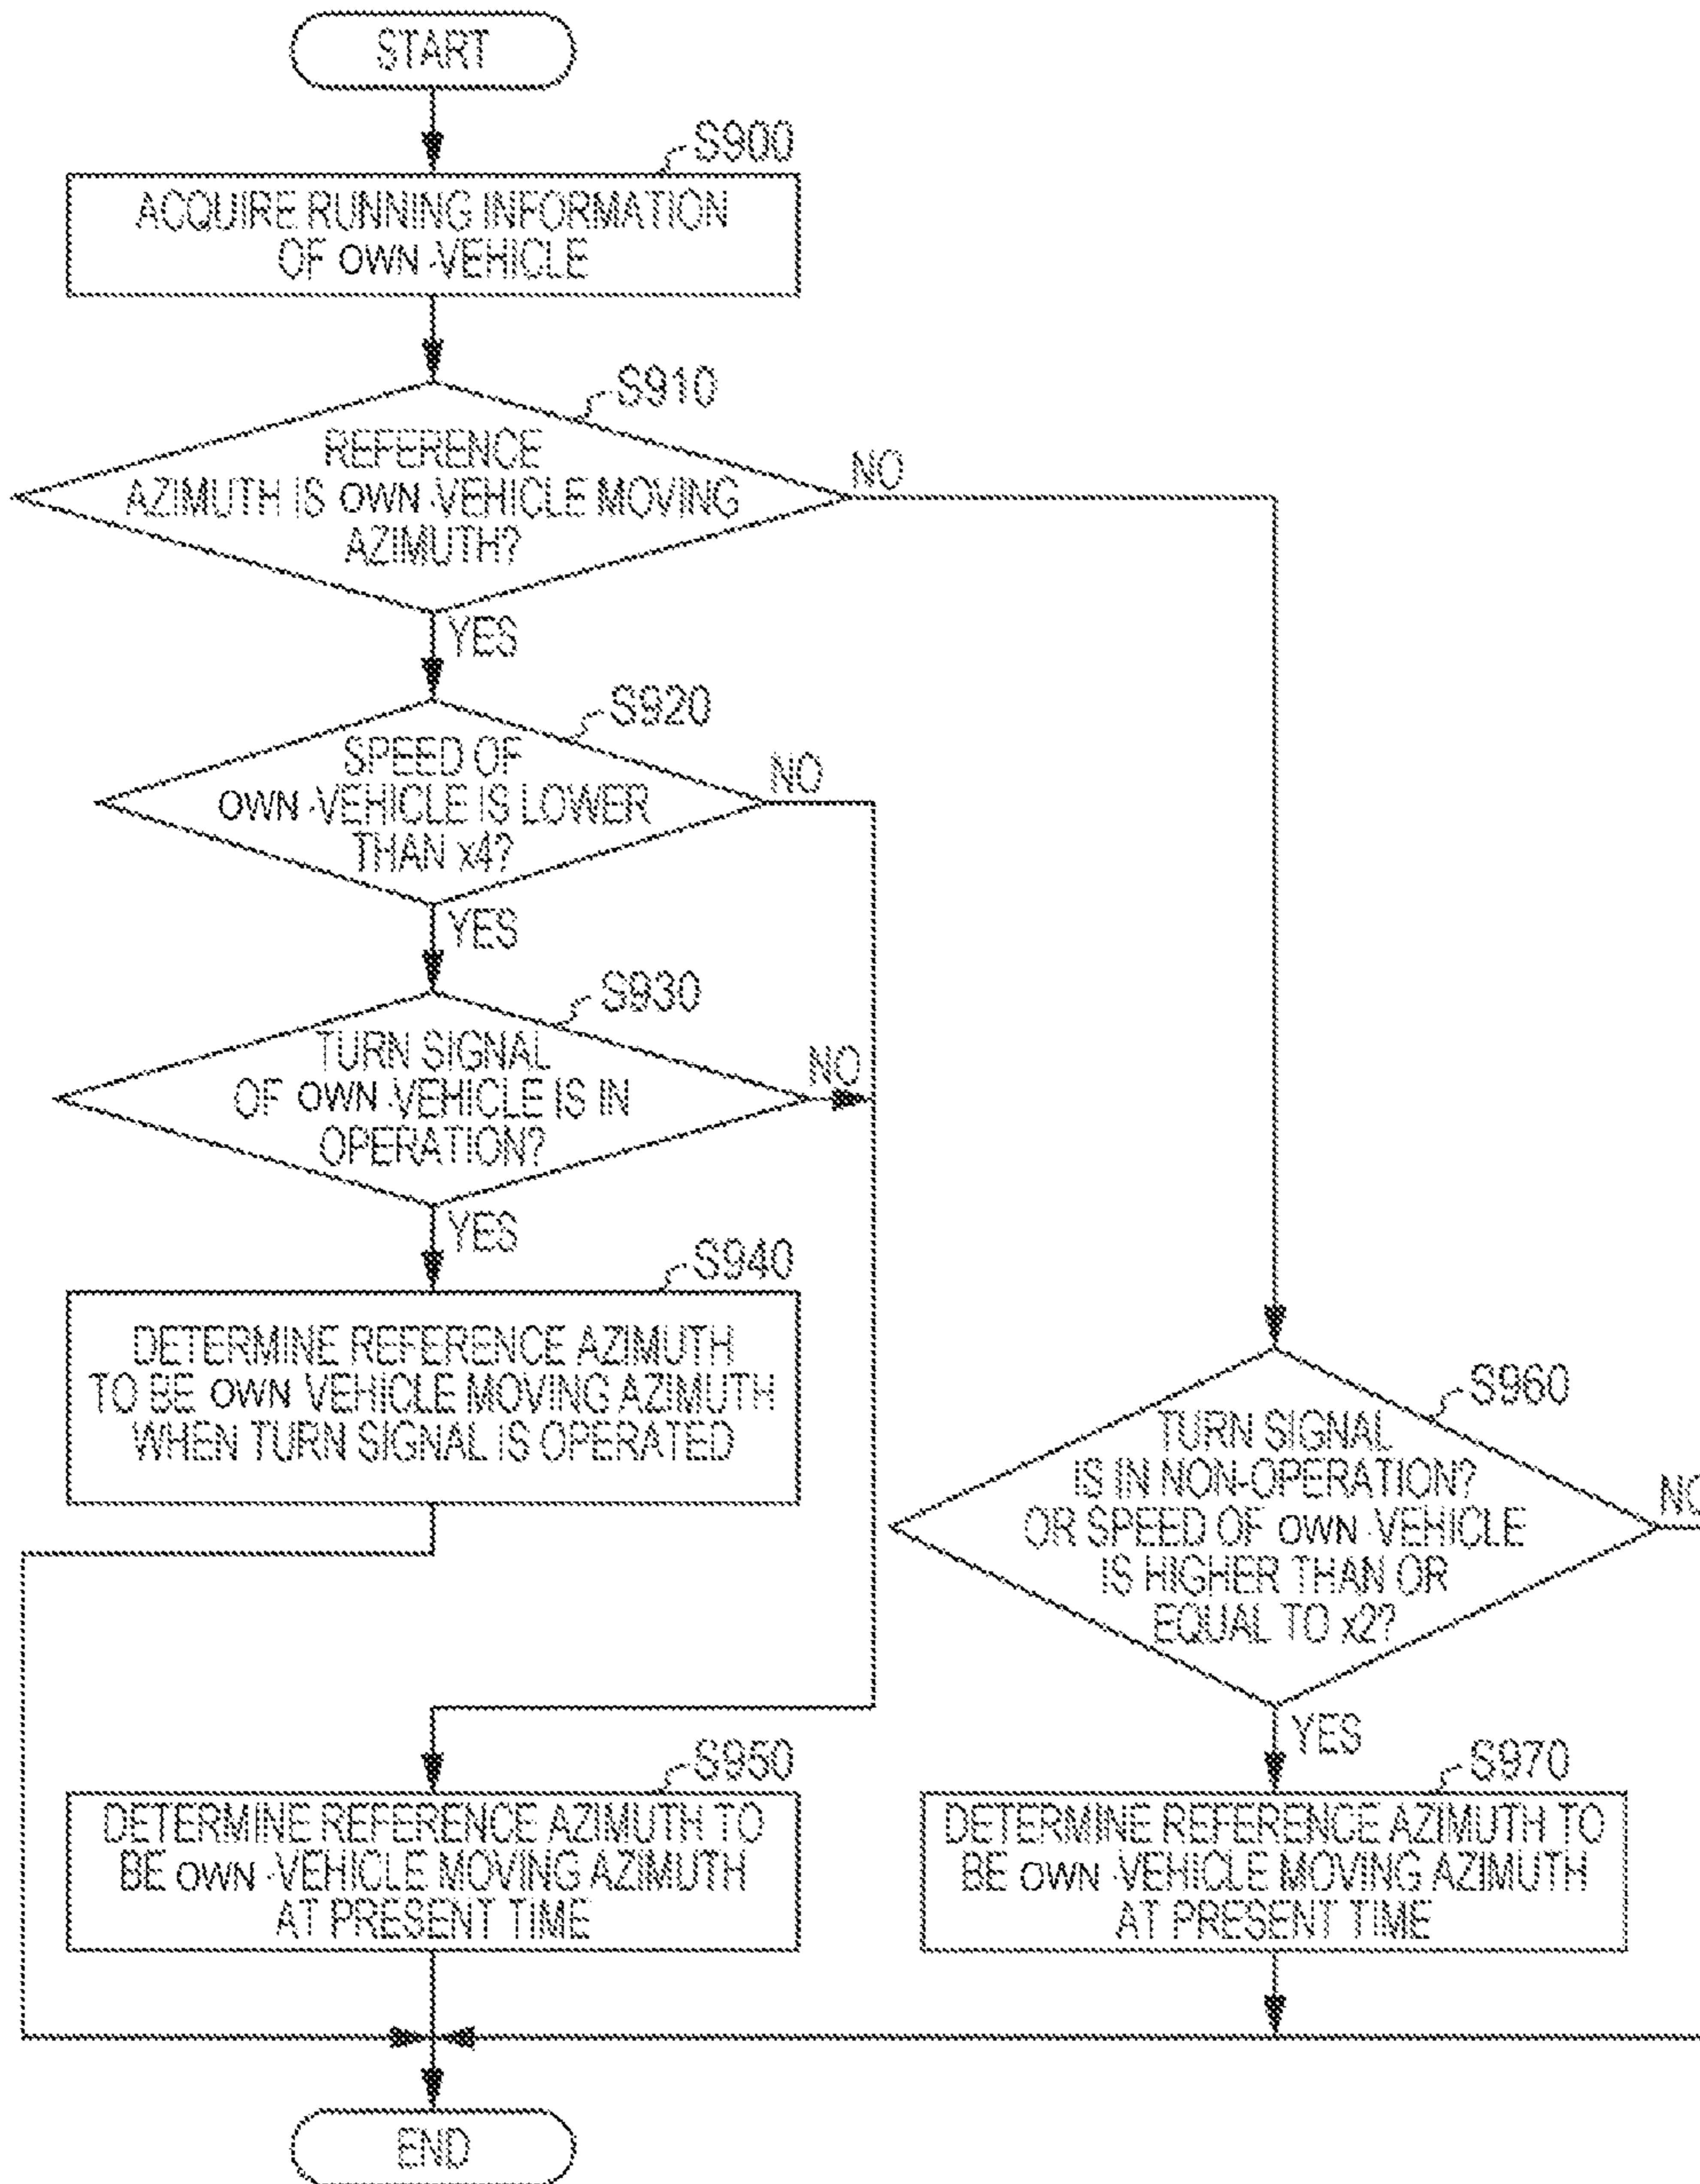 START
S900
ACQUIRE RUNNING INFORMATION
OF OWN-VEHICLE
S910
REFERENCE
AZIMUTH IS OWN-VEHICLE MOVING
AZIMUTH?
NO
YES
S920
SPEED OF
OWN-VEHICLE IS LOWER
THAN x4?
NO
YES
S930
TURN SIGNAL
OF OWN-VEHICLE IS IN
OPERATION?
NO
YES
S940
DETERMINE REFERENCE AZIMUTH
TO BE OWN VEHICLE MOVING AZIMUTH
WHEN TURN SIGNAL IS OPERATED
S960
TURN SIGNAL
IS IN NON-OPERATION?
OR SPEED OF OWN-VEHICLE
IS HIGHER THAN OR
EQUAL TO x2?
NO
YES
S950
DETERMINE REFERENCE AZIMUTH TO
BE OWN-VEHICLE MOVING AZIMUTH
AT PRESENT TIME
S970
DETERMINE REFERENCE AZIMUTH TO
BE OWN-VEHICLE MOVING AZIMUTH
AT PRESENT TIME
END